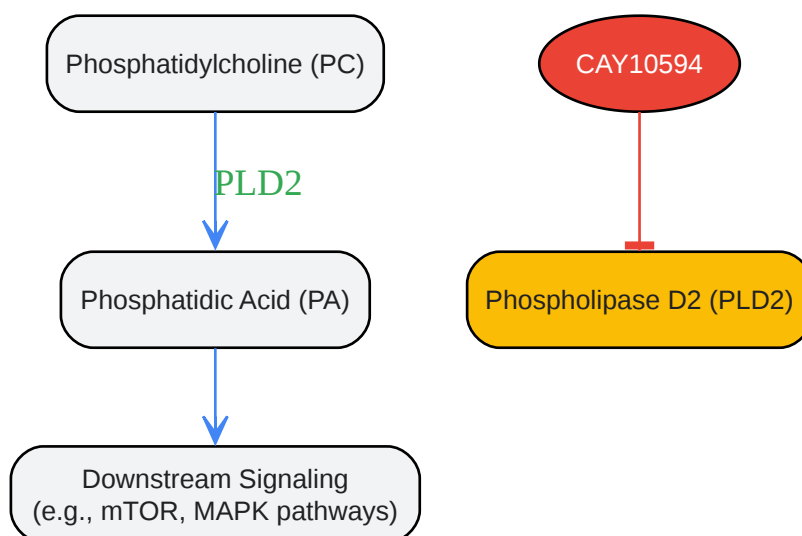 Phosphatidylcholine (PC)
CAY10594
PLD2
Phosphatidic Acid (PA)
Phospholipase D2 (PLD2)
Downstream Signaling
(e.g., mTOR, MAPK pathways)